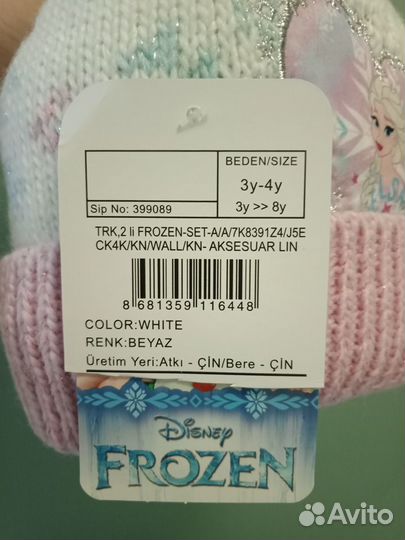 BEDEN/SIZE
3y-4y
Sip No: 399089
3y >> 8y
TRK,2 li FROZEN-SET-A/A/7K8391Z4/J5E
CK4K/KN/WALL/KN- AKSESUAR LIN
8 681359 116448
COLOR:WHITE
RENK:BEYAZ
Üretim Yeri:Atkı - ÇİN/Bere - ÇİN
DISNEY
FROZEN
Avito